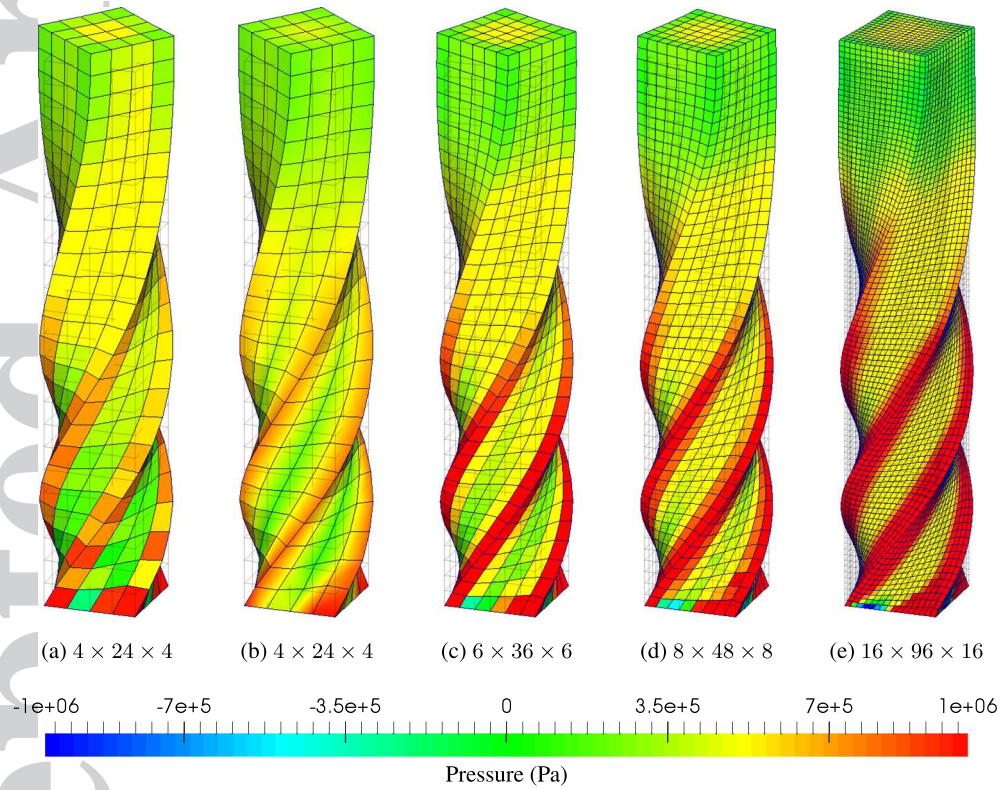 (a) 4 × 24 × 4 (b) 4 × 24 × 4 (c) 6 × 36 × 6 (d) 8 × 48 × 8 (e) 16 × 96 × 16
-1e+06 -7e+5 -3.5e+5 0 3.5e+5 7e+5 1e+06
Pressure (Pa)